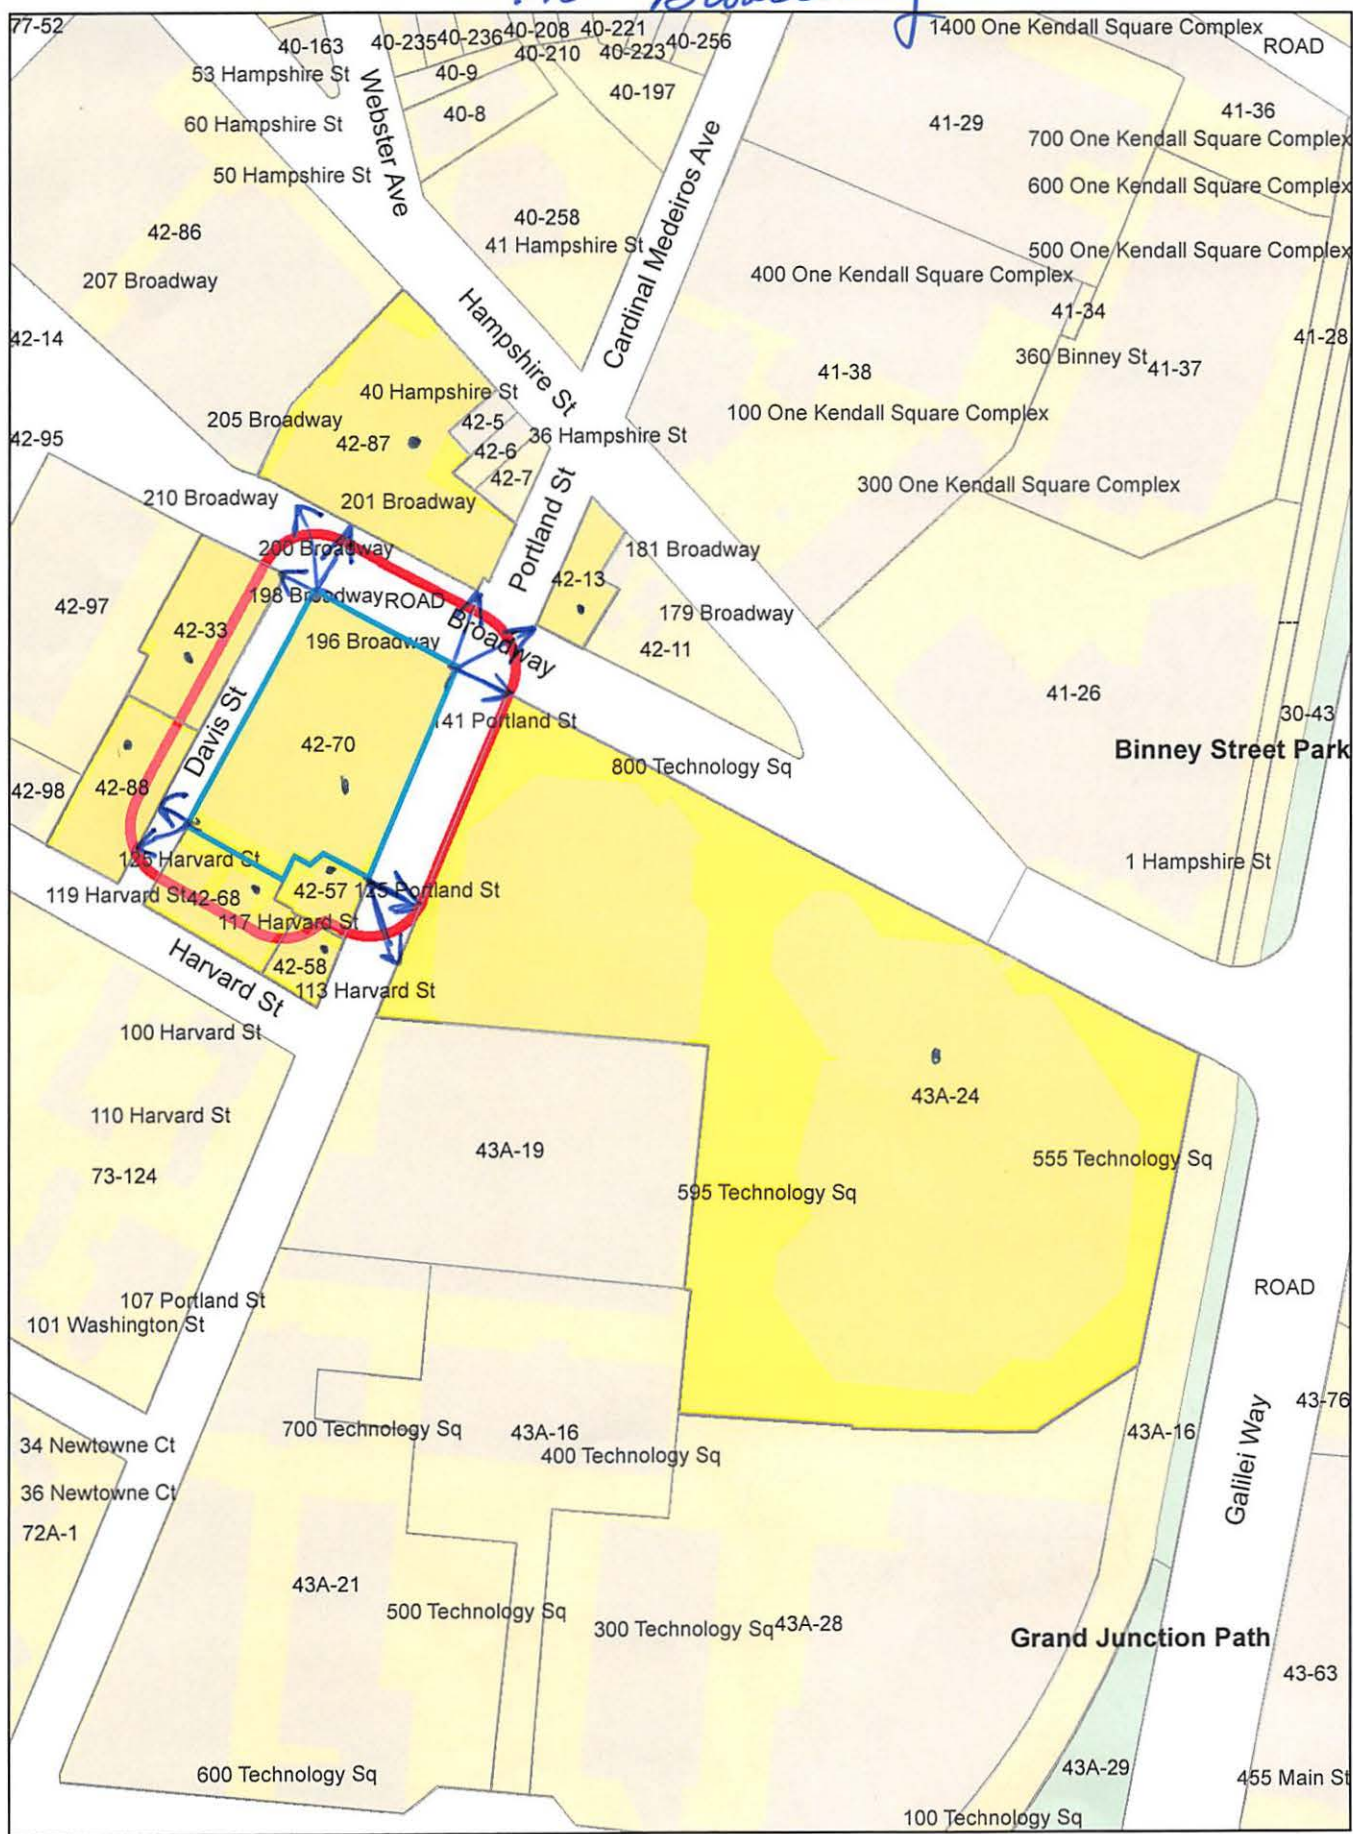 Broadway
77-52
40-163
40-235
40-236
40-208
40-221
40-210
40-223
40-256
1400 One Kendall Square Complex
ROAD
53 Hampshire St
40-9
40-197
60 Hampshire St
Webster Ave
40-8
41-29
41-36
700 One Kendall Square Complex
50 Hampshire St
600 One Kendall Square Complex
42-86
40-258
41 Hampshire St
Cardinal Medeiros Ave
500 One Kendall Square Complex
207 Broadway
400 One Kendall Square Complex
41-34
42-14
Hampshire St
41-28
360 Binney St
41-37
41-38
40 Hampshire St
205 Broadway
42-5
100 One Kendall Square Complex
42-95
42-87
36 Hampshire St
42-6
42-7
300 One Kendall Square Complex
210 Broadway
201 Broadway
Portland St
200 Broadway
181 Broadway
42-13
198 Broadway
ROAD
42-97
Broadway
179 Broadway
42-33
196 Broadway
42-11
41-26
30-43
Davis St
141 Portland St
42-70
Binney Street Park
800 Technology Sq
42-98
42-88
125 Harvard St
1 Hampshire St
119 Harvard St
42-68
42-57
125 Portland St
117 Harvard St
Harvard St
42-58
113 Harvard St
100 Harvard St
43A-24
110 Harvard St
43A-19
555 Technology Sq
73-124
595 Technology Sq
ROAD
107 Portland St
101 Washington St
43-76
700 Technology Sq
43A-16
43A-16
34 Newtowne Ct
400 Technology Sq
Galilei Way
36 Newtowne Ct
72A-1
43A-21
500 Technology Sq
300 Technology Sq
43A-28
Grand Junction Path
43-63
600 Technology Sq
43A-29
455 Main St
100 Technology Sq